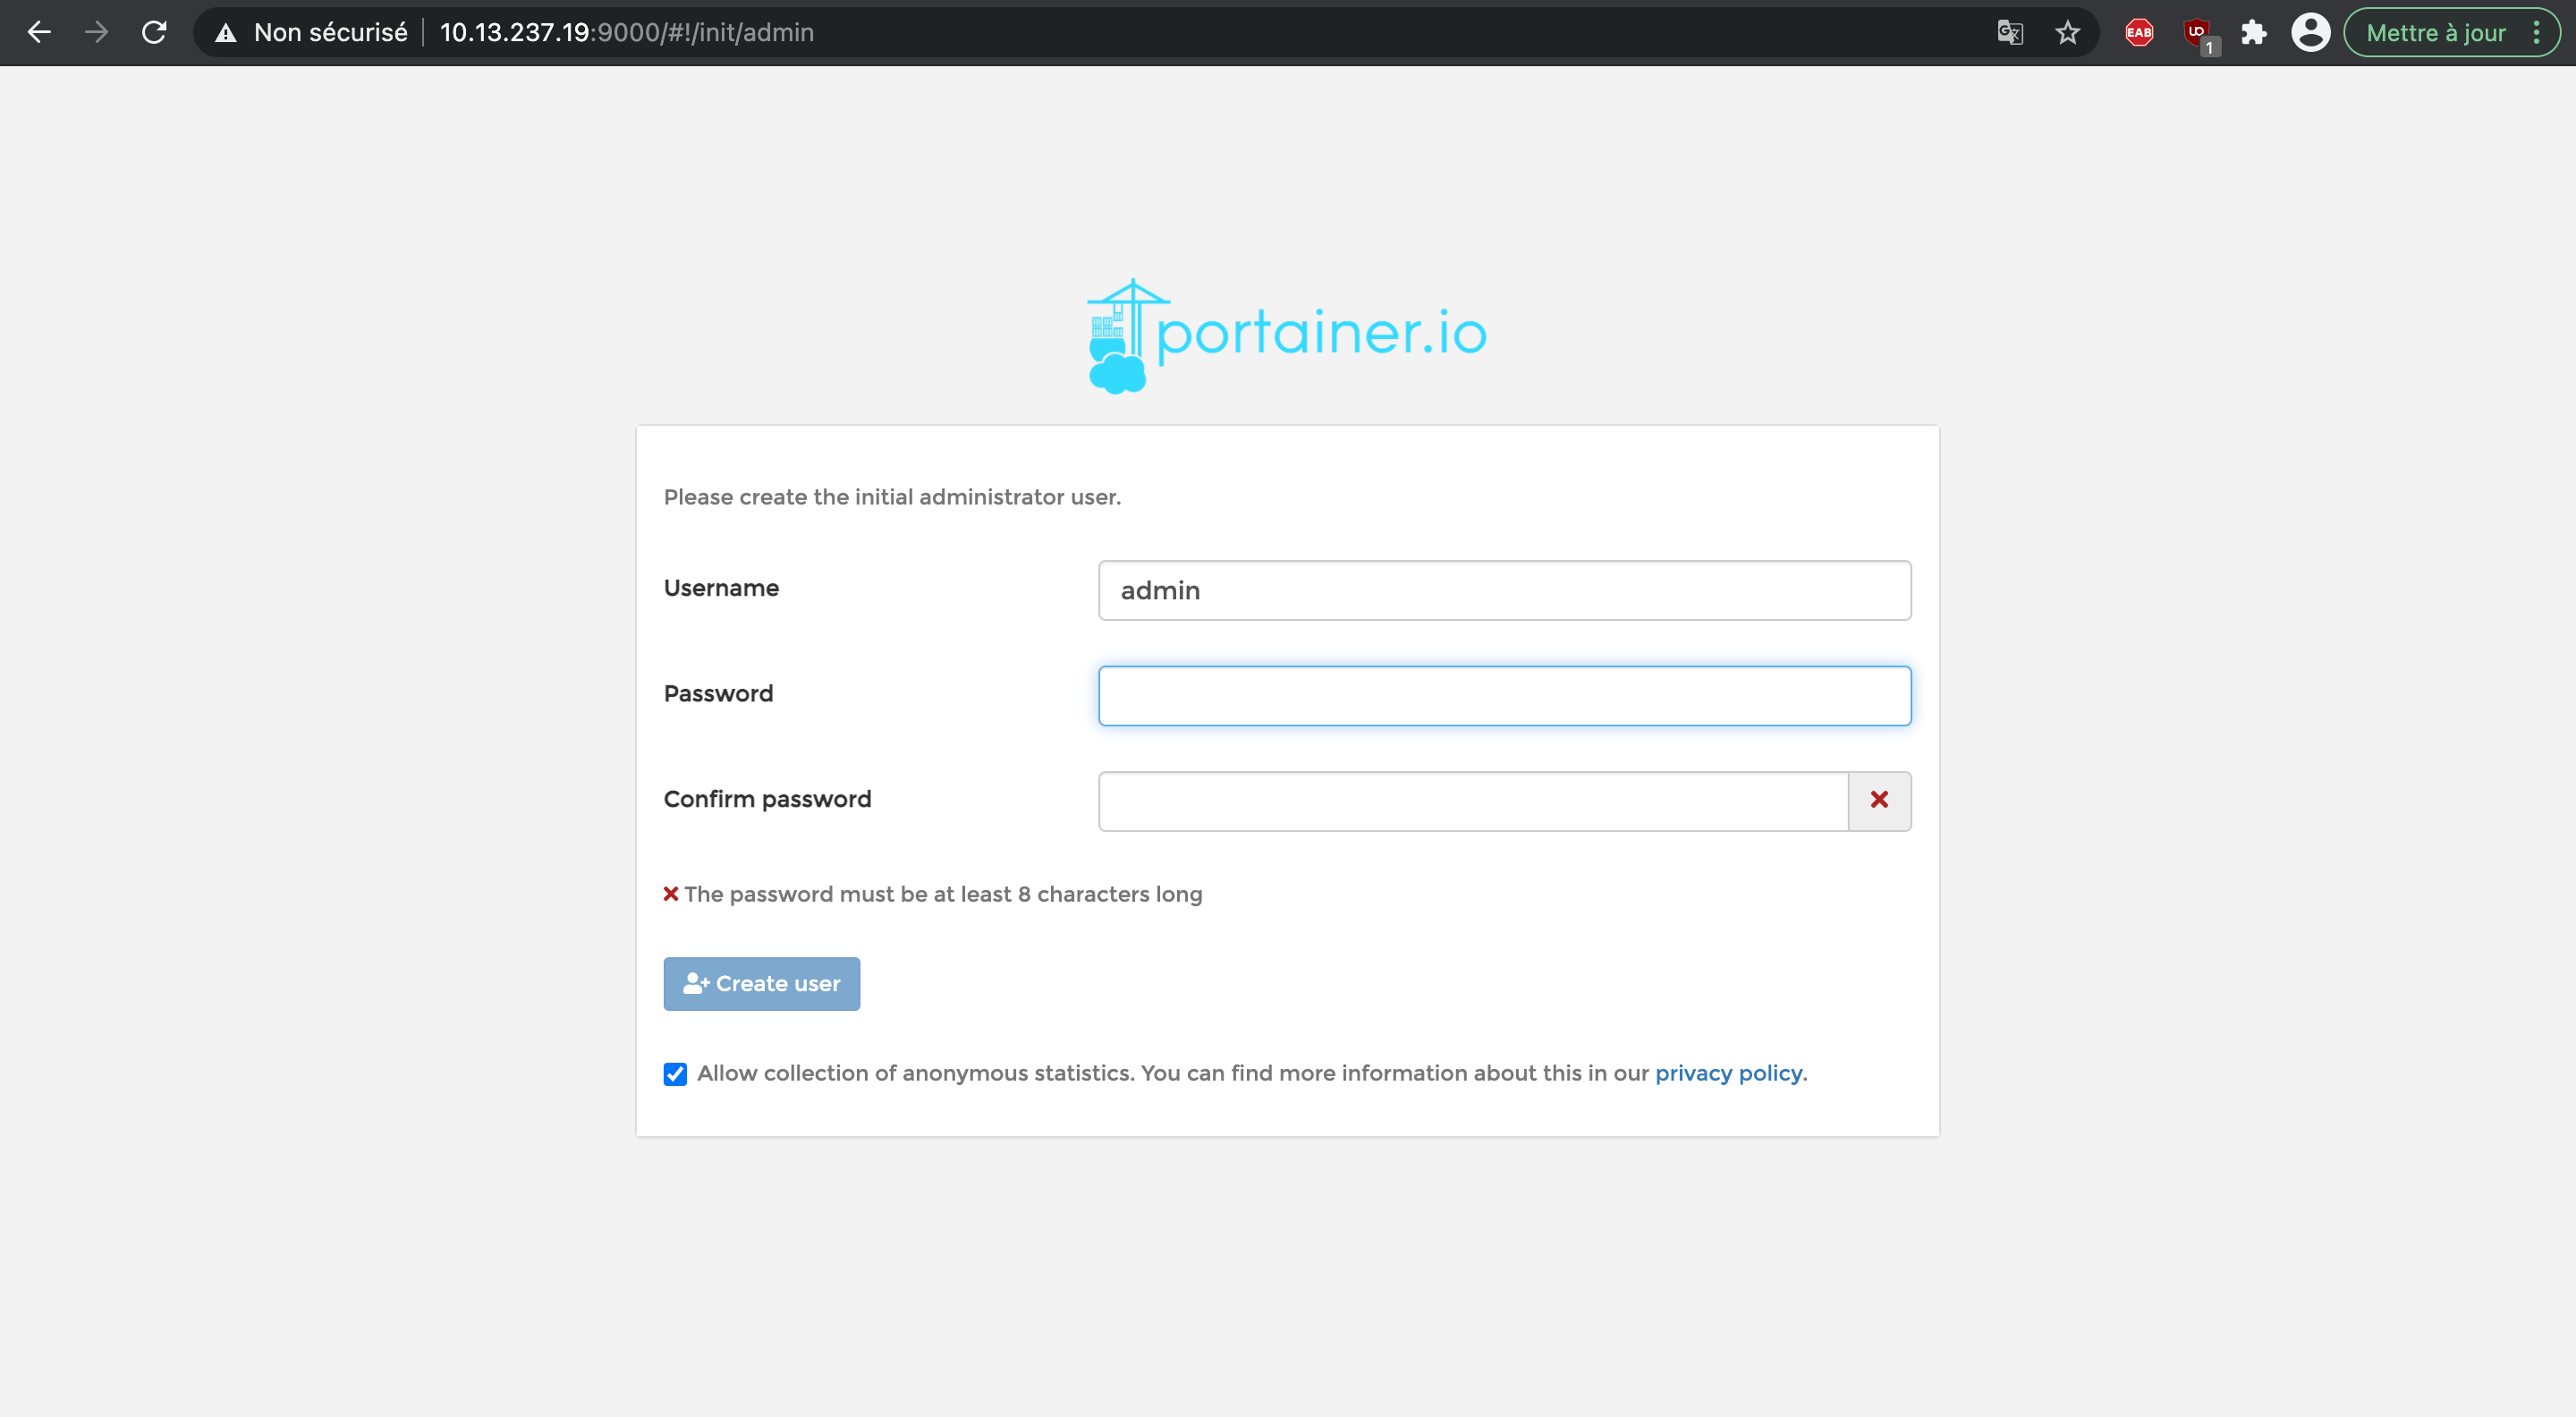 Non sécurisé 10.13.237.19:9000/#!/init/admin EAB 1 Mettre à jour
portainer.io
Please create the initial administrator user.
Username admin
Password
Confirm password
The password must be at least 8 characters long
Create user
Allow collection of anonymous statistics. You can find more information about this in our privacy policy.